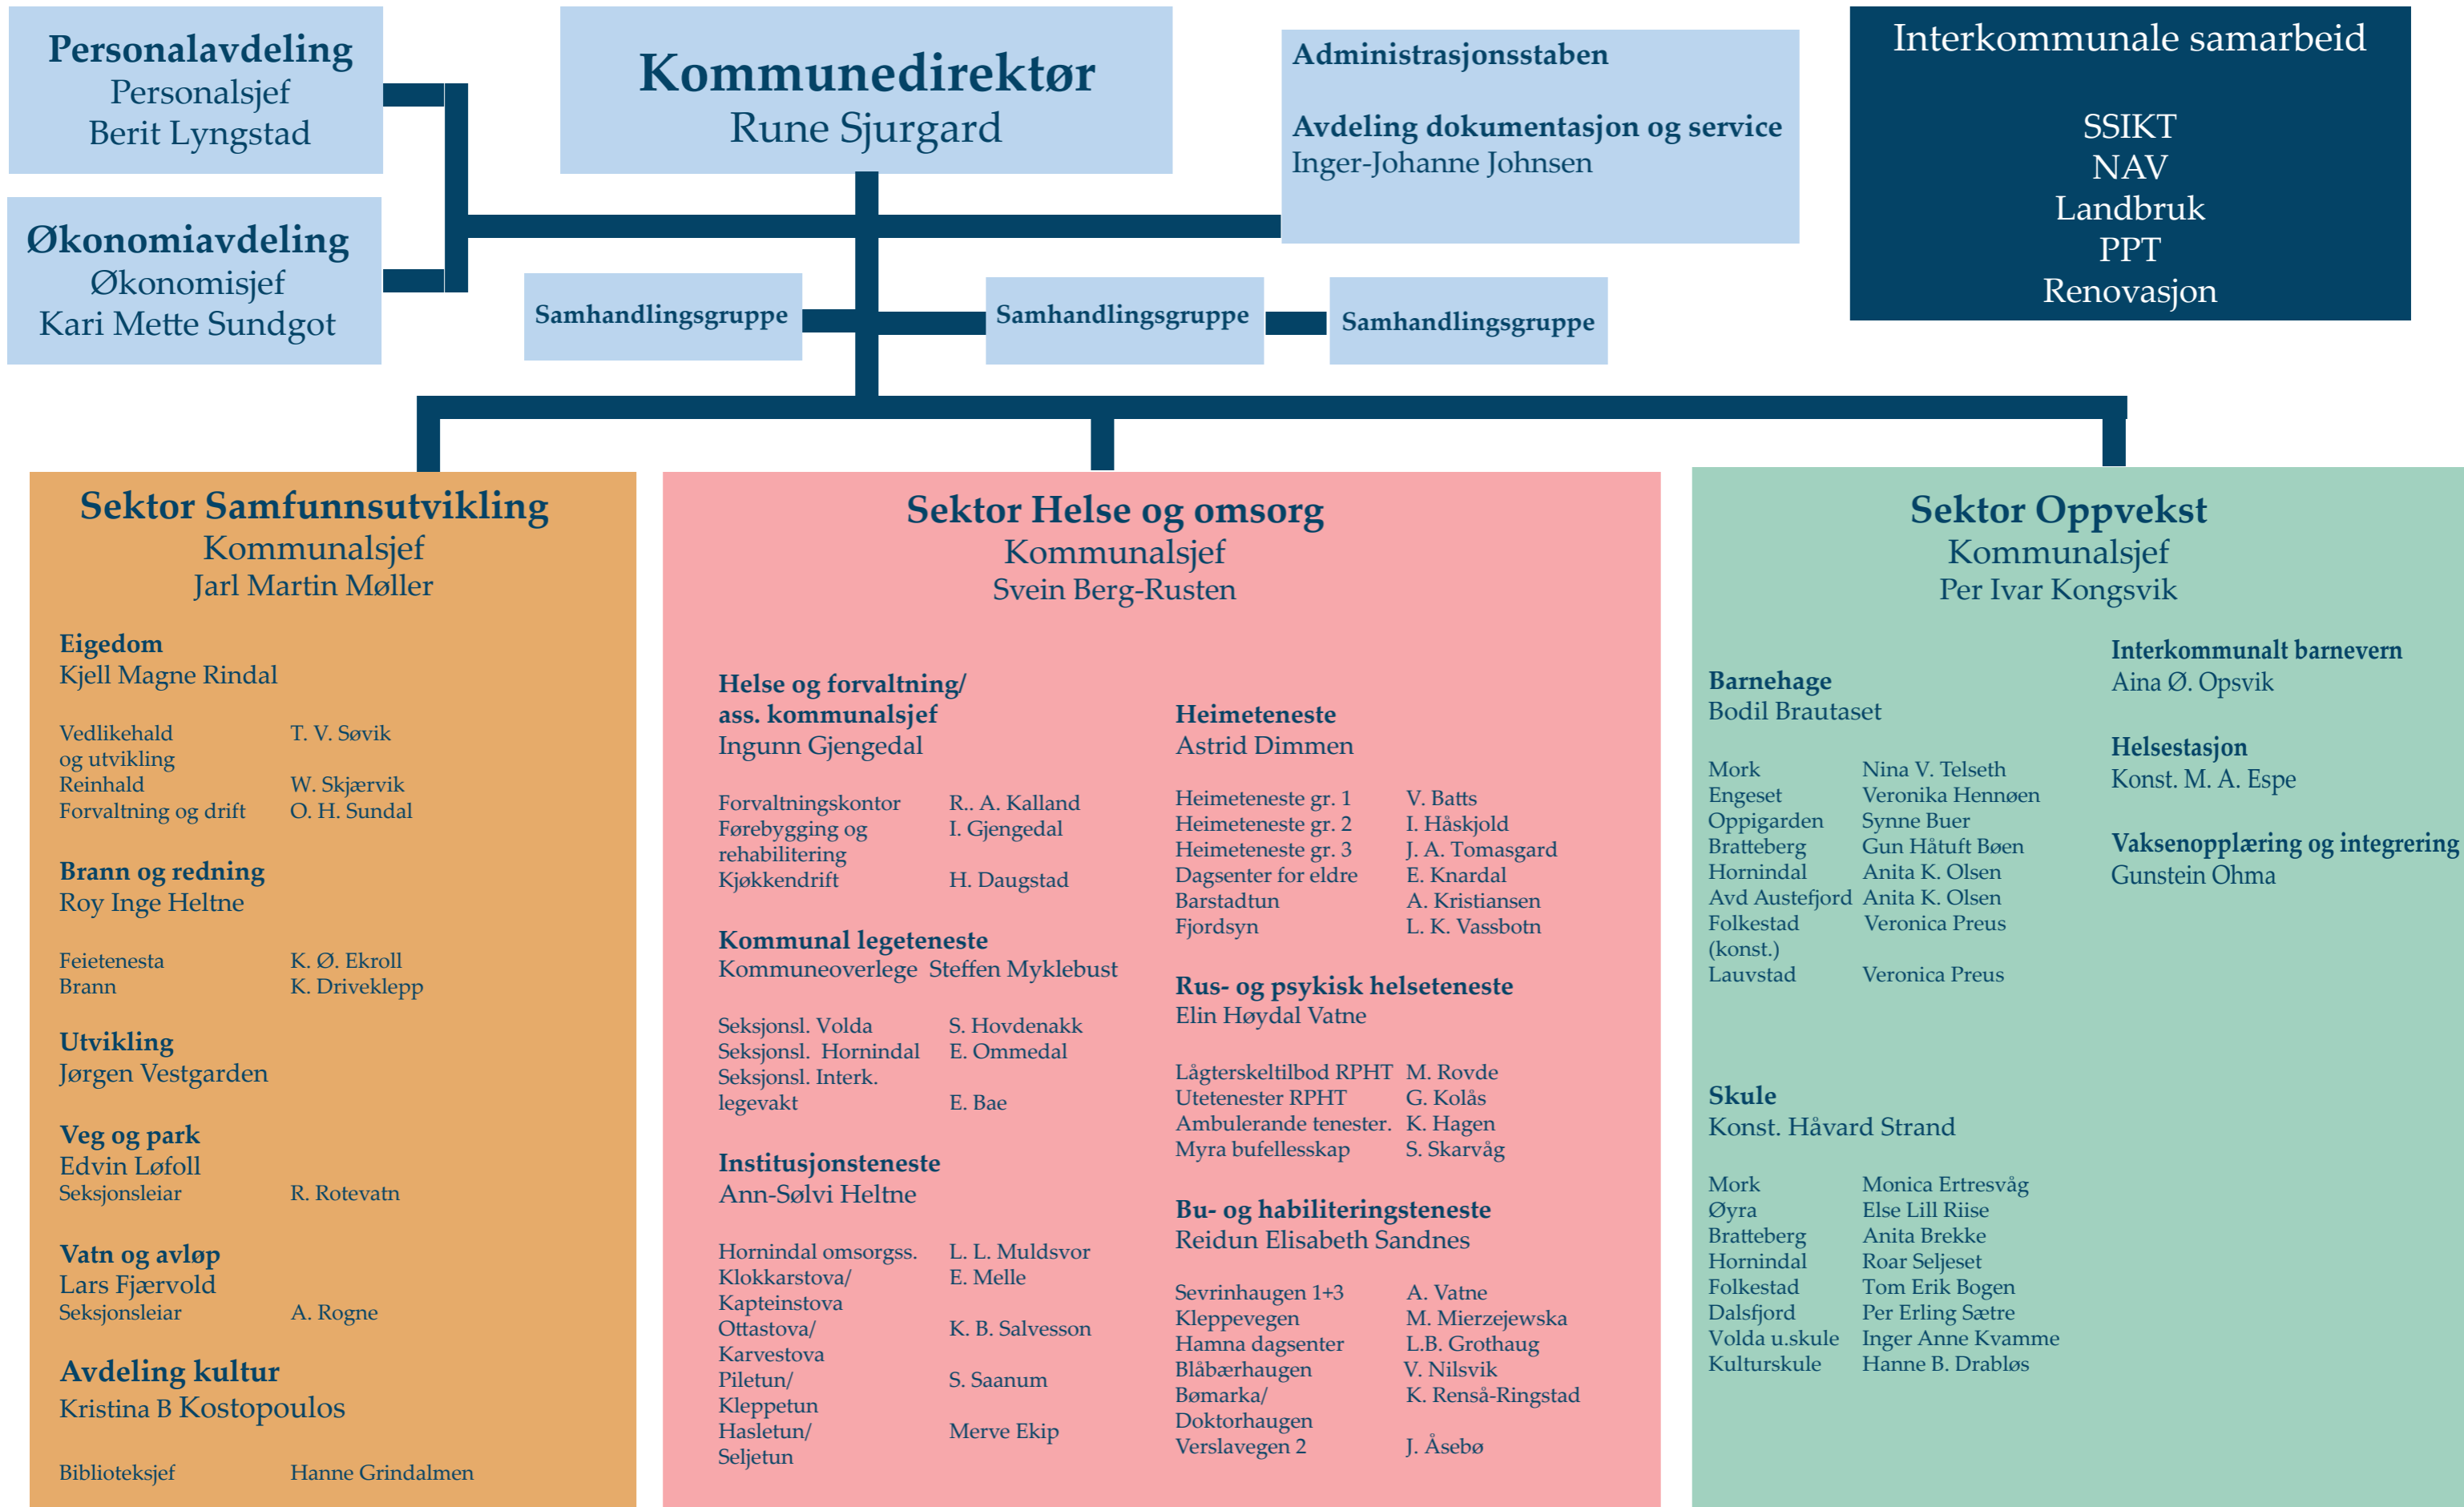 Personalavdeling
Personalsjef
Berit Lyngstad
Økonomiavdeling
Økonomisjef
Kari Mette Sundgot
Kommunedirektør
Rune Sjurgard
Administrasjonsstaben
Avdeling dokumentasjon og service
Inger-Johanne Johnsen
Interkommunale samarbeid
SSIKT
NAV
Landbruk
PPT
Renovasjon
Samhandlingsgruppe
Samhandlingsgruppe
Samhandlingsgruppe
Sektor Samfunnsutvikling
Kommunalsjef
Jarl Martin Møller
Eigedom
Kjell Magne Rindal
Vedlikehald T. V. Søvik
og utvikling
Reinhald W. Skjærvik
Forvaltning og drift O. H. Sundal
Brann og redning
Roy Inge Heltne
Feietenesta K. Ø. Ekroll
Brann K. Driveklepp
Utvikling
Jørgen Vestgarden
Veg og park
Edvin Løfoll
Seksjonsleiar R. Rotevatn
Vatn og avløp
Lars Fjærvold
Seksjonsleiar A. Rogne
Avdeling kultur
Kristina B Kostopoulos
Biblioteksjef Hanne Grindalmen
Sektor Helse og omsorg
Kommunalsjef
Svein Berg-Rusten
Helse og forvaltning/
ass. kommunalsjef
Ingunn Gjengedal
Forvaltningskontor R.. A. Kalland
Førebygging og I. Gjengedal
rehabilitering
Kjøkkendrift H. Daugstad
Kommunal legeteneste
Kommuneoverlege Steffen Myklebust
Seksjonsl. Volda S. Hovdenakk
Seksjonsl. Hornindal E. Ommedal
Seksjonsl. Interk.
legevakt E. Bae
Institusjonsteneste
Ann-Sølvi Heltne
Hornindal omsorgss. L. L. Muldsvor
Klokkarstova/ E. Melle
Kapteinstova
Ottastova/ K. B. Salvesson
Karvestova
Piletun/ S. Saanum
Kleppetun
Hasletun/ Merve Ekip
Seljetun
Heimeteneste
Astrid Dimmen
Heimeteneste gr. 1 V. Batts
Heimeteneste gr. 2 I. Håskjold
Heimeteneste gr. 3 J. A. Tomasgard
Dagsenter for eldre E. Knardal
Barstadtun A. Kristiansen
Fjordsyn L. K. Vassbotn
Rus- og psykisk helseteneste
Elin Høydal Vatne
Lågterskeltilbod RPHT M. Rovde
Utetenester RPHT G. Kolås
Ambulerande tenester. K. Hagen
Myra bufellesskap S. Skarvåg
Bu- og habiliteringsteneste
Reidun Elisabeth Sandnes
Sevrinhaugen 1+3 A. Vatne
Kleppevegen M. Mierzejewska
Hamna dagsenter L.B. Grothaug
Blåbærhaugen V. Nilsvik
Bømarka/ K. Renså-Ringstad
Doktorhaugen
Verslavegen 2 J. Åsebø
Sektor Oppvekst
Kommunalsjef
Per Ivar Kongsvik
Barnehage
Bodil Brautaset
Mork Nina V. Telseth
Engeset Veronika Hennøen
Oppigarden Synne Buer
Bratteberg Gun Håtuft Bøen
Hornindal Anita K. Olsen
Avd Austefjord Anita K. Olsen
Folkestad Veronica Preus
(konst.)
Lauvstad Veronica Preus
Skule
Konst. Håvard Strand
Mork Monica Ertresvåg
Øyra Else Lill Riise
Bratteberg Anita Brekke
Hornindal Roar Seljeset
Folkestad Tom Erik Bogen
Dalsfjord Per Erling Sætre
Volda u.skule Inger Anne Kvamme
Kulturskule Hanne B. Drabløs
Interkommunalt barnevern
Aina Ø. Opsvik
Helsestasjon
Konst. M. A. Espe
Vaksenopplæring og integrering
Gunstein Ohma